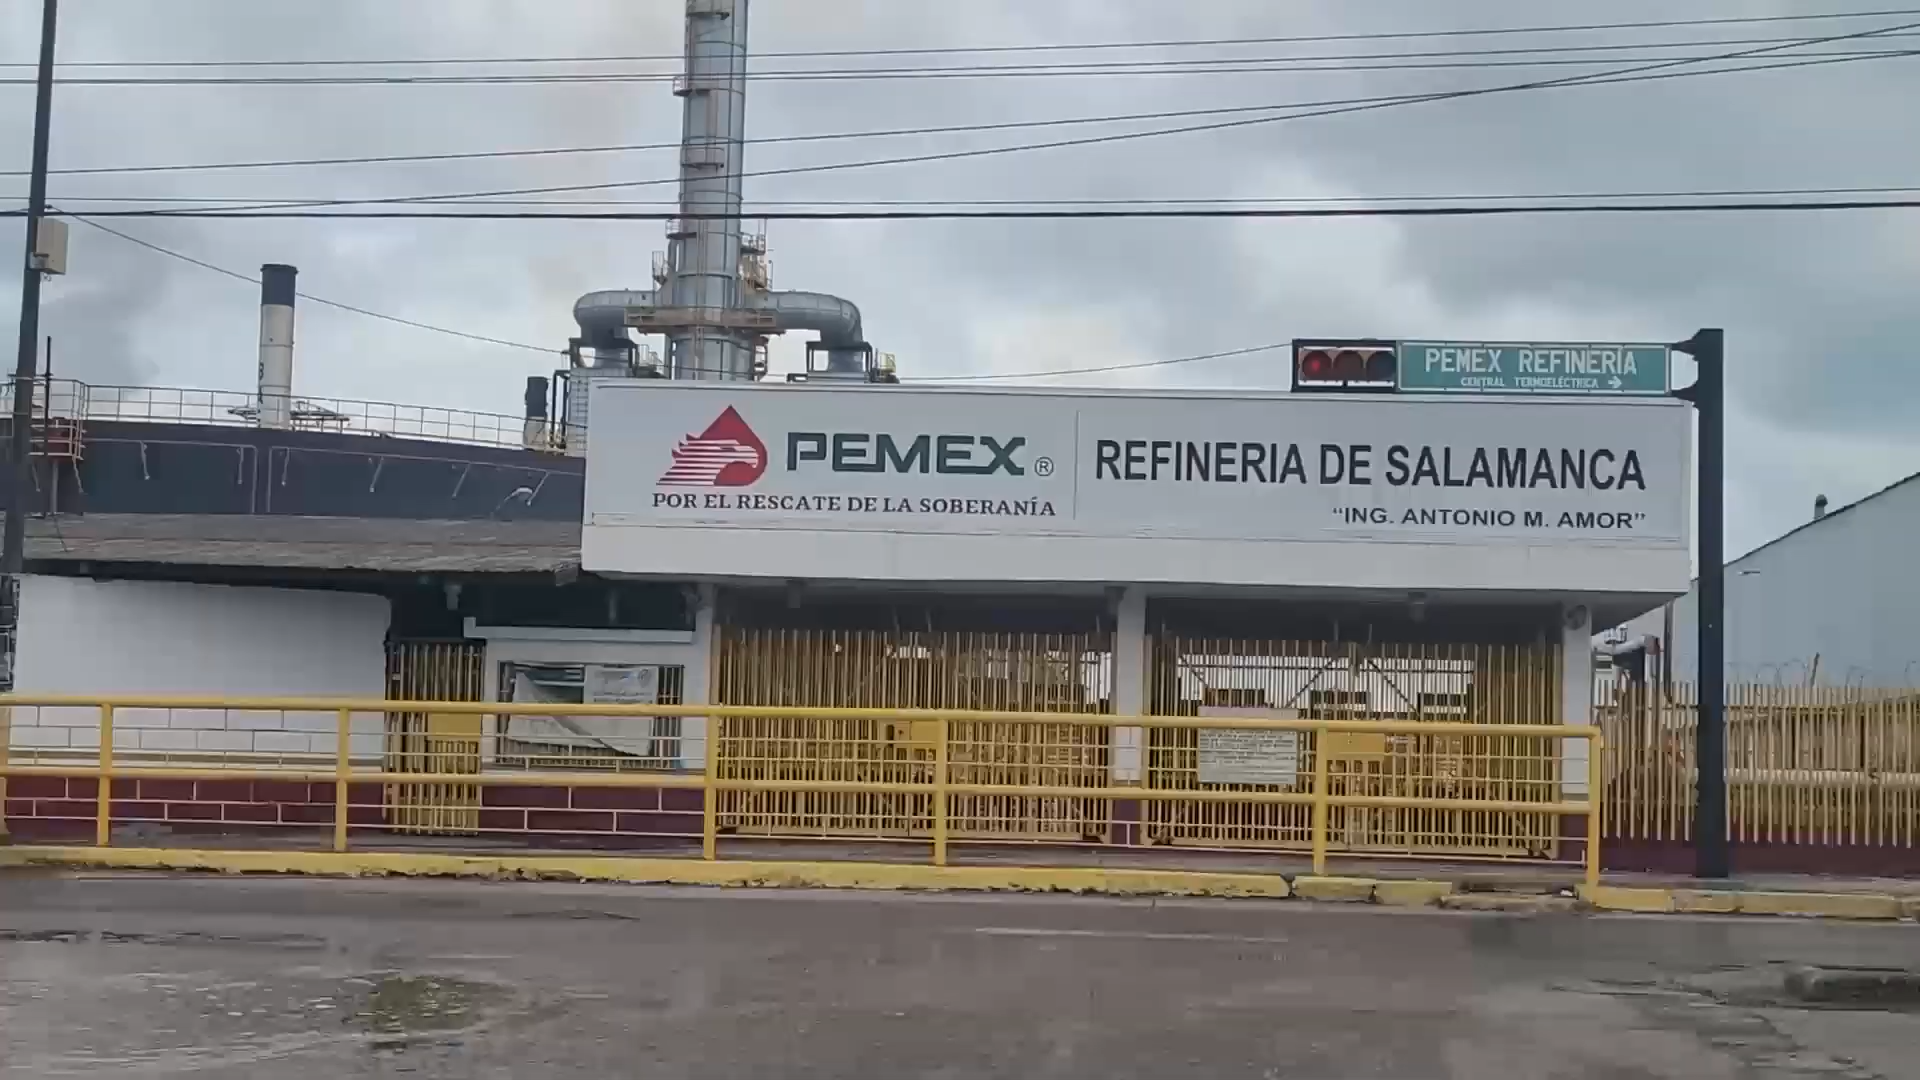 PEMEX REFINERÍA
CENTRAL TERMOELÉCTRICA →
PEMEX ®
POR EL RESCATE DE LA SOBERANÍA
REFINERIA DE SALAMANCA
“ING. ANTONIO M. AMOR”